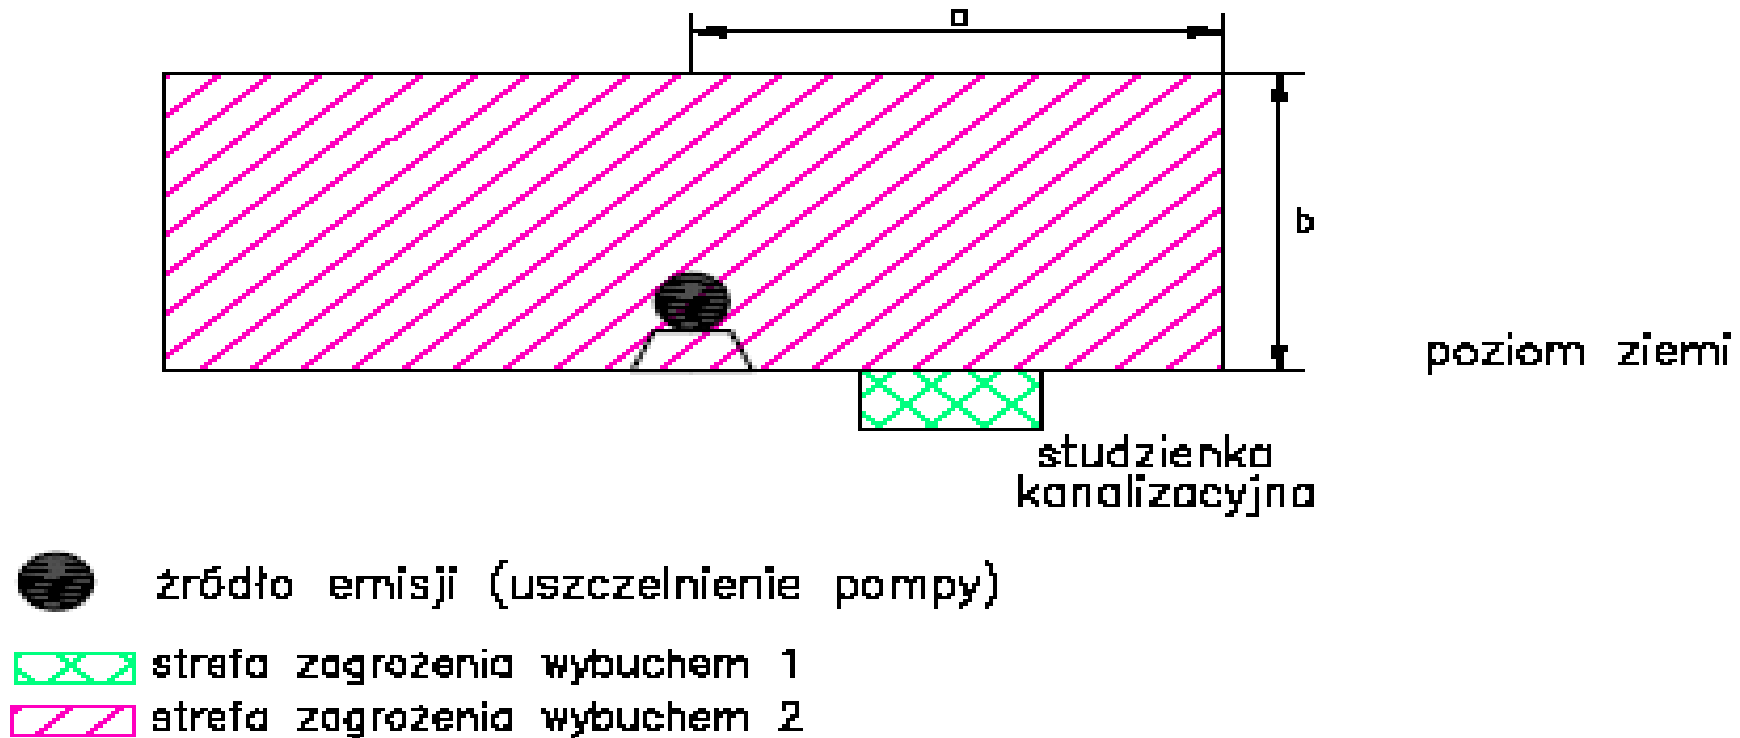 a
b
poziom ziemi
studzienka
kanalizacyjna
źródło emisji (uszczelnienie pompy)
strefa zagrożenia wybuchem 1
strefa zagrożenia wybuchem 2